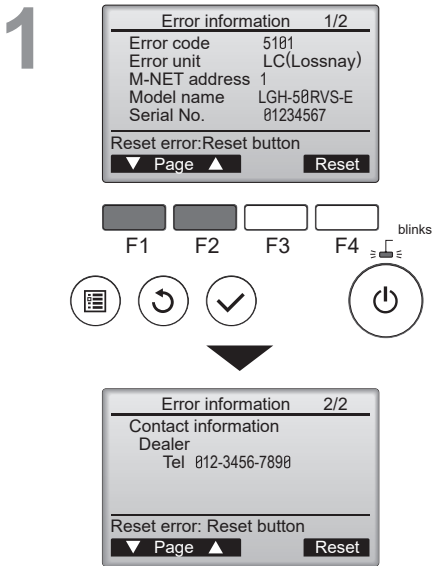 1
Error information 1/2
Error code 5101
Error unit LC(Lossnay)
M-NET address 1
Model name LGH-50RVS-E
Serial No. 01234567
Reset error:Reset button
▼ Page ▲ Reset
F1 F2 F3 F4
blinks
Error information 2/2
Contact information
Dealer
Tel 012-3456-7890
Reset error: Reset button
▼ Page ▲ Reset